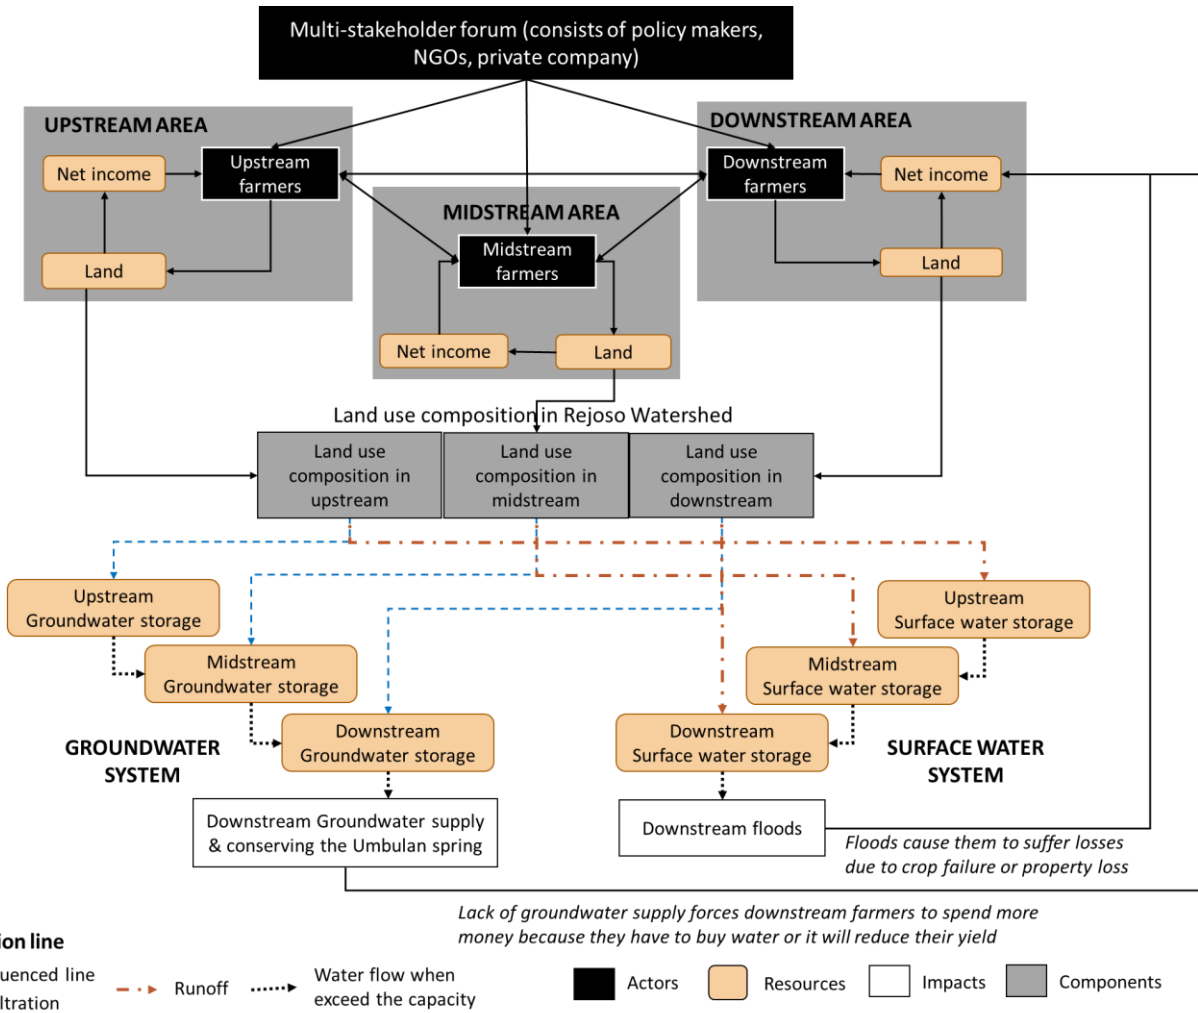 Multi-stakeholder forum (consists of policy makers,
NGOs, private company)
UPSTREAM AREA
Net income
Upstream
farmers
Land
DOWNSTREAM AREA
Downstream
farmers
Net income
Land
MIDSTREAM AREA
Midstream
farmers
Net income
Land
Land use composition in Rejoso Watershed
Land use
composition in
upstream
Land use
composition in
midstream
Land use
composition in
downstream
Upstream
Groundwater storage
Midstream
Groundwater storage
Downstream
Groundwater storage
GROUNDWATER
SYSTEM
Upstream
Surface water storage
Midstream
Surface water storage
Downstream
Surface water storage
SURFACE WATER
SYSTEM
Downstream Groundwater supply
& conserving the Umbulan spring
Downstream floods
Floods cause them to suffer losses
due to crop failure or property loss
Lack of groundwater supply forces downstream farmers to spend more
money because they have to buy water or it will reduce their yield
ion line
uenced line
ltration
Runoff
Water flow when
exceed the capacity
Actors
Resources
Impacts
Components